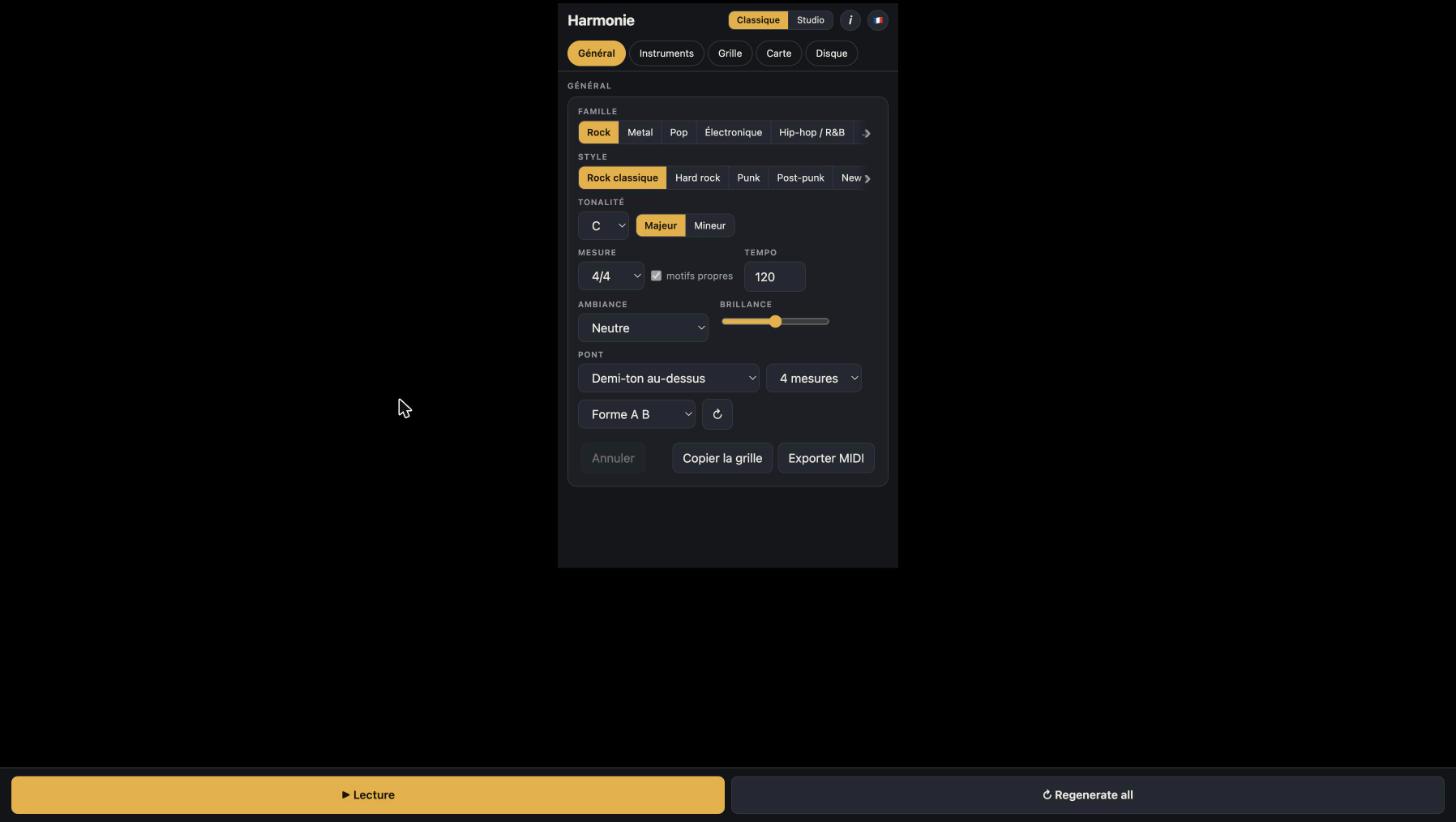 Harmonie Classique Studio i
Général Instruments Grille Carte Disque
GÉNÉRAL
FAMILLE
Rock Metal Pop Électronique Hip-hop / R&B
STYLE
Rock classique Hard rock Punk Post-punk New
TONALITÉ
C Majeur Mineur
MESURE TEMPO
4/4 motifs propres 120
AMBIANCE BRILLANCE
Neutre
PONT
Demi-ton au-dessus 4 mesures
Forme A B ↻
Annuler Copier la grille Exporter MIDI
▶ Lecture ↻ Regenerate all